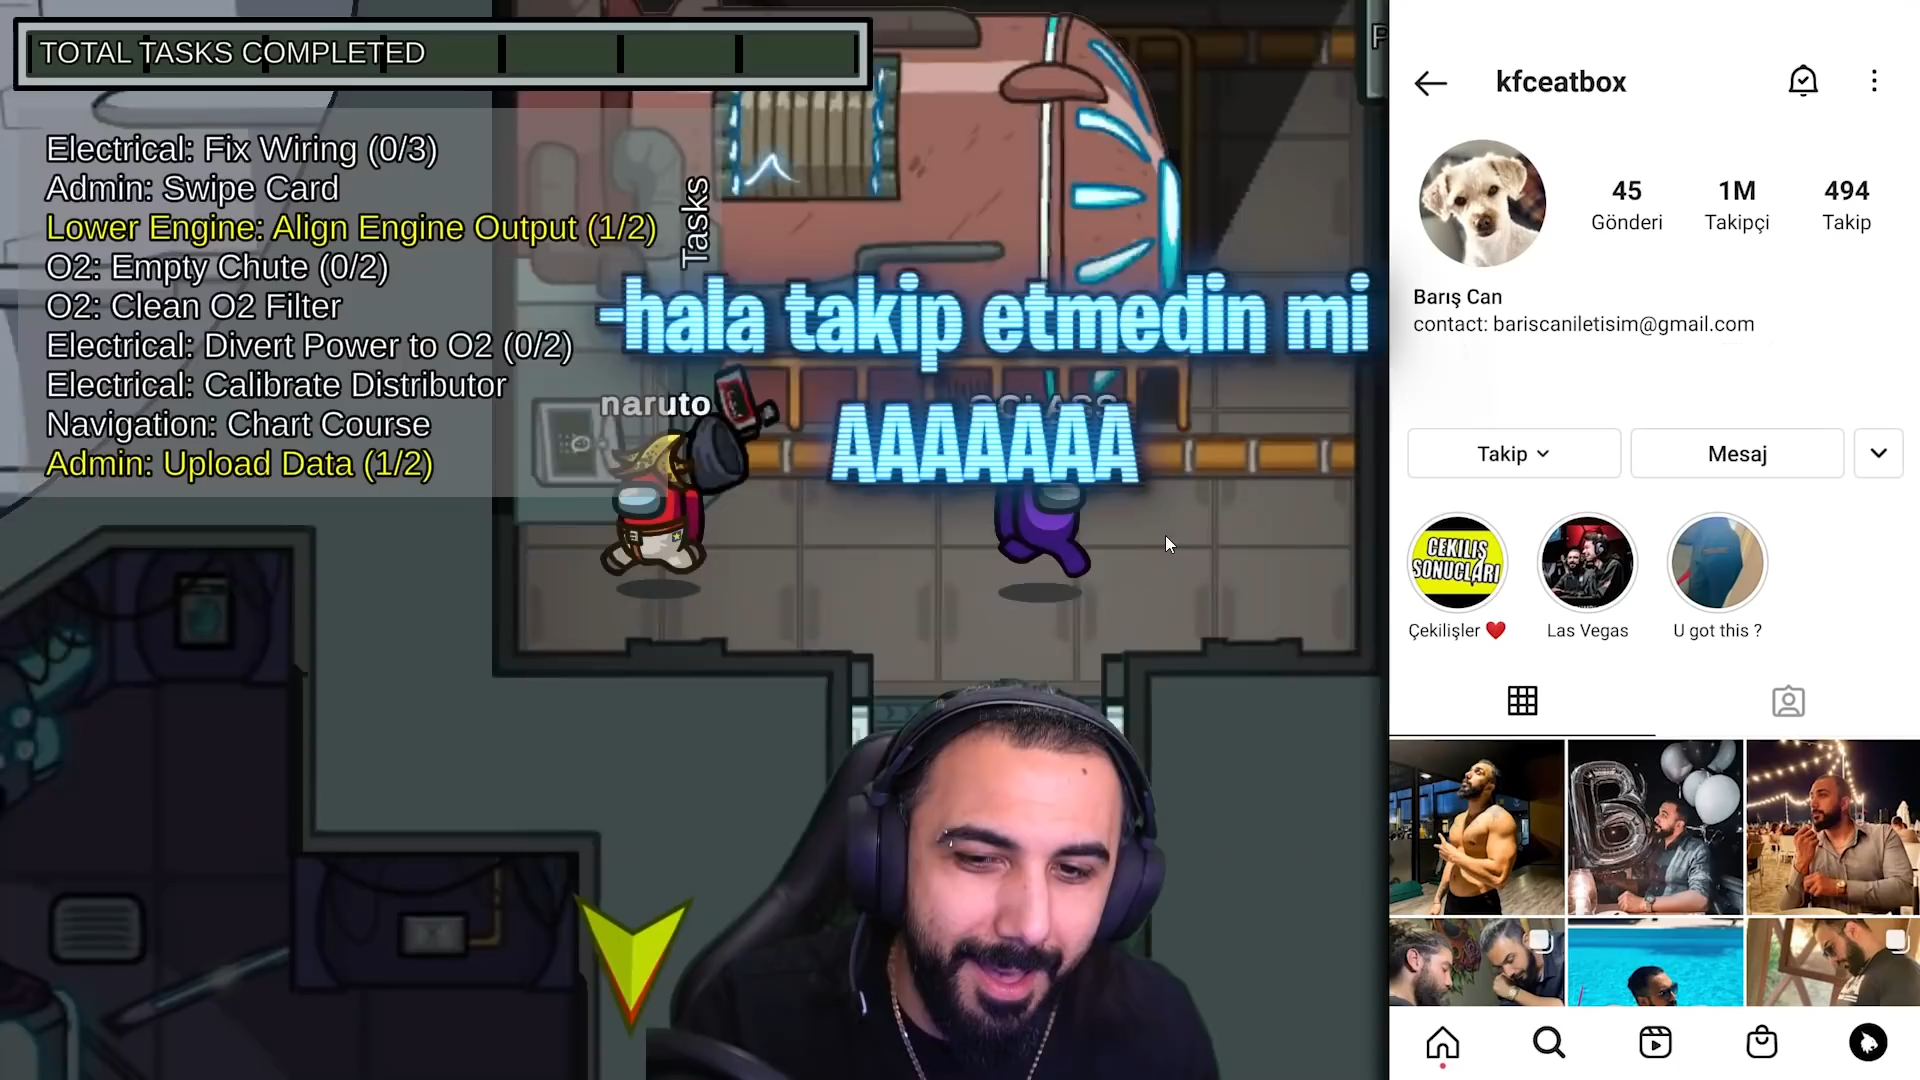 TOTAL TASKS COMPLETED
Electrical: Fix Wiring (0/3)
Admin: Swipe Card
Lower Engine: Align Engine Output (1/2)
O2: Empty Chute (0/2)
O2: Clean O2 Filter
Electrical: Divert Power to O2 (0/2)
Electrical: Calibrate Distributor
Navigation: Chart Course
Admin: Upload Data (1/2)
Tasks
-hala takip etmedin mi
AAAAAAA
naruto
kfceatbox
45 1M 494
Gönderi Takipçi Takip
Barış Can
contact: bariscaniletisim@gmail.com
Takip Mesaj
CEKILIŞ
SONUCLARI
Çekilişler Las Vegas U got this ?